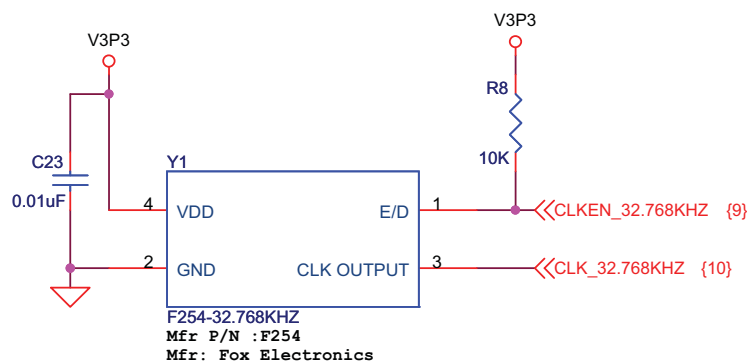 V3P3
V3P3
R8
10K
C23
0.01uF
Y1
4 VDD E/D 1
CLKEN_32.768KHZ {9}
2 GND CLK OUTPUT 3
CLK_32.768KHZ {10}
F254-32.768KHZ
Mfr P/N :F254
Mfr: Fox Electronics